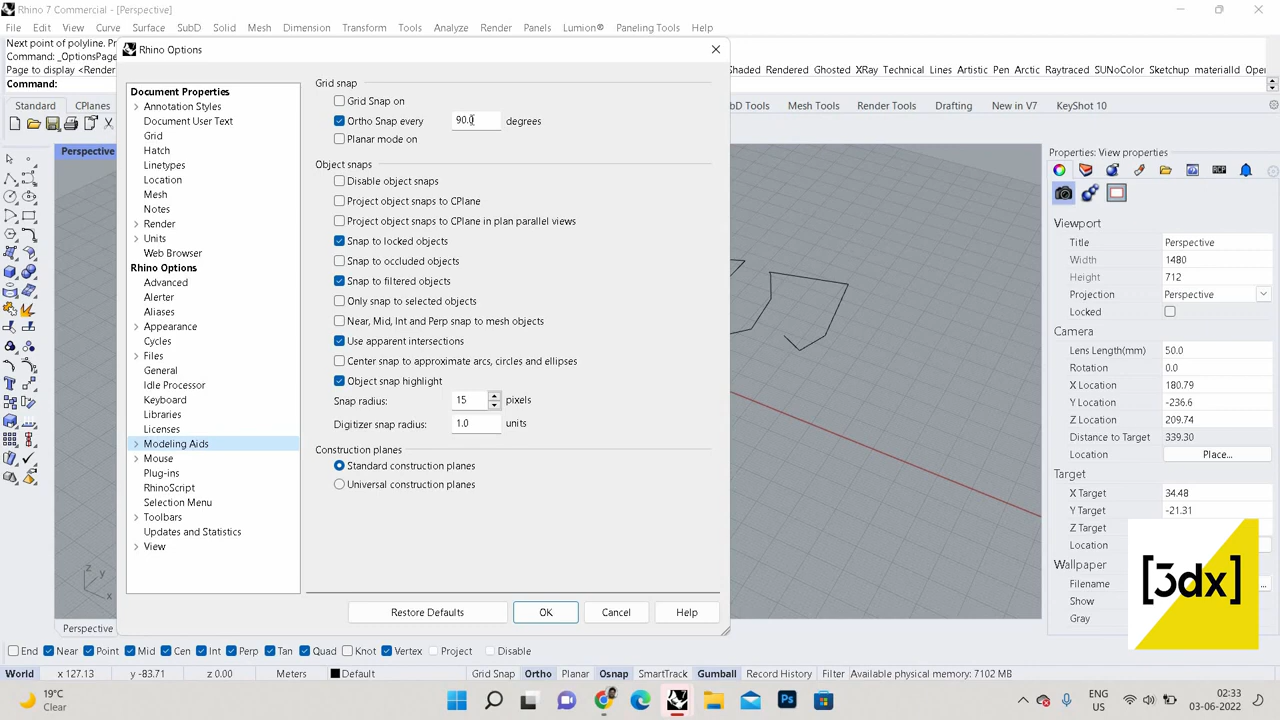 Rhino 7 Commercial - [Perspective]
File Edit View Curve Surface SubD Solid Mesh Dimension Transform Tools Analyze Render Panels Lumion® Paneling Tools Help
Next point of polyline. Pr
Command: _OptionsPage
Page to display <Render
Command:
Shaded Rendered Ghosted XRay Technical Lines Artistic Pen Arctic Raytraced SUNoColor Sketchup materialId Open
Standard CPlanes
D Tools Mesh Tools Render Tools Drafting New in V7 KeyShot 10
Rhino Options
Document Properties
Annotation Styles
Document User Text
Grid
Hatch
Linetypes
Location
Mesh
Notes
Render
Units
Web Browser
Rhino Options
Advanced
Alerter
Aliases
Appearance
Cycles
Files
General
Idle Processor
Keyboard
Libraries
Licenses
Modeling Aids
Mouse
Plug-ins
RhinoScript
Selection Menu
Toolbars
Updates and Statistics
View
Grid snap
Grid Snap on
Ortho Snap every 90.0 degrees
Planar mode on
Object snaps
Disable object snaps
Project object snaps to CPlane
Project object snaps to CPlane in plan parallel views
Snap to locked objects
Snap to occluded objects
Snap to filtered objects
Only snap to selected objects
Near, Mid, Int and Perp snap to mesh objects
Use apparent intersections
Center snap to approximate arcs, circles and ellipses
Object snap highlight
Snap radius: 15 pixels
Digitizer snap radius: 1.0 units
Construction planes
Standard construction planes
Universal construction planes
Restore Defaults OK Cancel Help
Perspective
z y x
Perspective
Properties: View properties
RCP
Viewport
Title Perspective
Width 1480
Height 712
Projection Perspective
Locked
Camera
Lens Length(mm) 50.0
Rotation 0.0
X Location 180.79
Y Location -236.6
Z Location 209.74
Distance to Target 339.30
Location Place...
Target
X Target 34.48
Y Target -21.31
Z Target
Location
Wallpaper
Filename
Show
Gray
[3dx]
End Near Point Mid Cen Int Perp Tan Quad Knot Vertex Project Disable
World x 127.13 y -83.71 z 0.00 Meters Default Grid Snap Ortho Planar Osnap SmartTrack Gumball Record History Filter Available physical memory: 7102 MB
19°C
Clear
Ps
ENG
US
02:33
03-06-2022